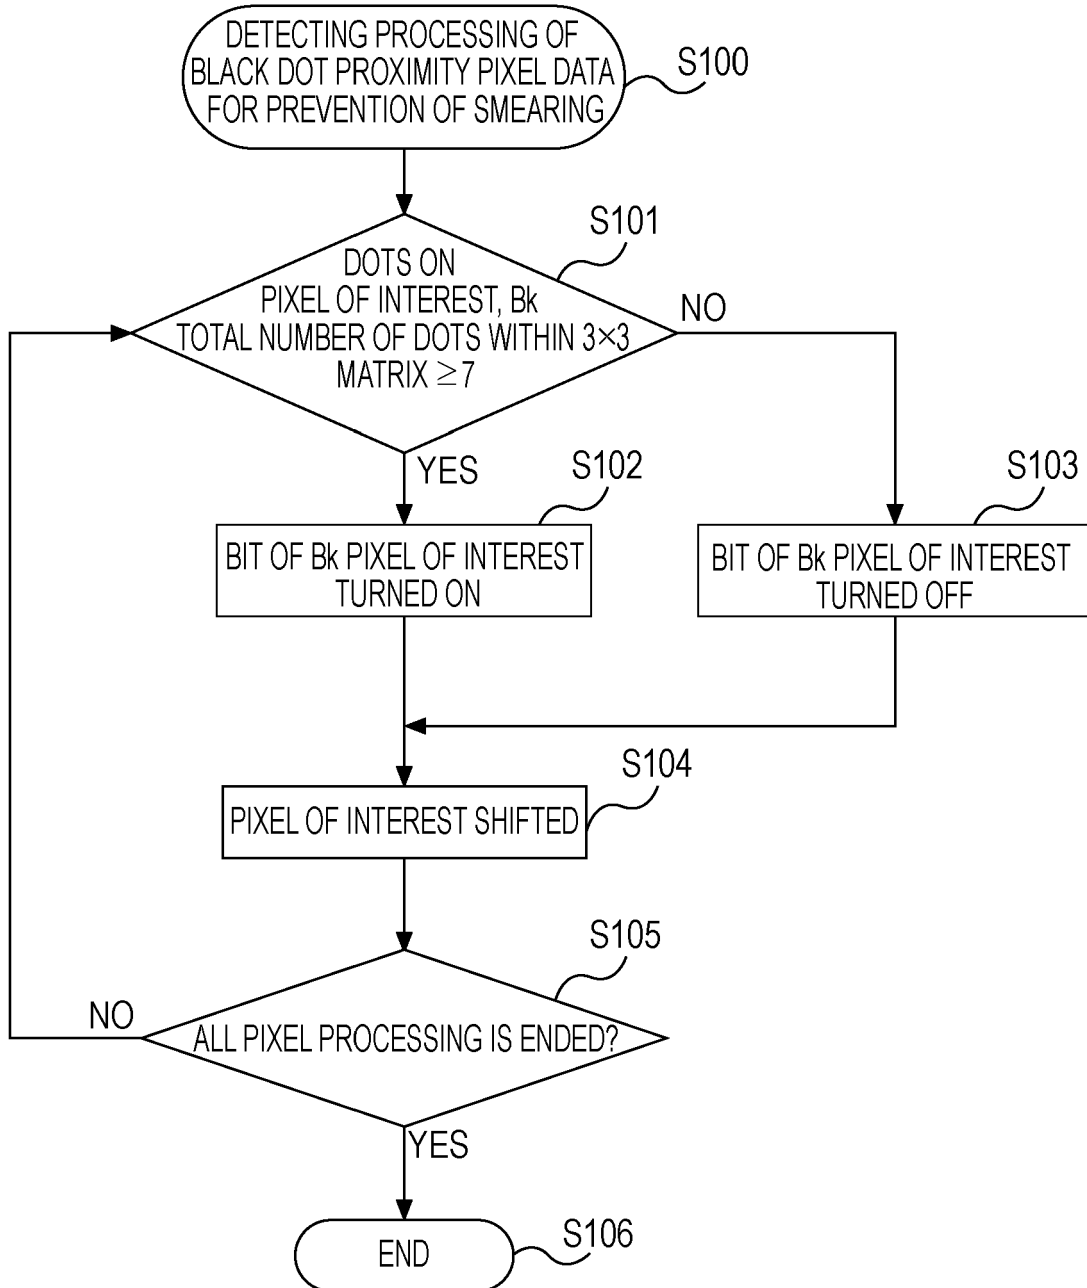 DETECTING PROCESSING OF
BLACK DOT PROXIMITY PIXEL DATA
FOR PREVENTION OF SMEARING
S100
S101
DOTS ON
PIXEL OF INTEREST, Bk
TOTAL NUMBER OF DOTS WITHIN 3×3
MATRIX ≥7
NO
YES
S102
S103
BIT OF Bk PIXEL OF INTEREST
TURNED ON
BIT OF Bk PIXEL OF INTEREST
TURNED OFF
S104
PIXEL OF INTEREST SHIFTED
S105
NO
ALL PIXEL PROCESSING IS ENDED?
YES
END
S106